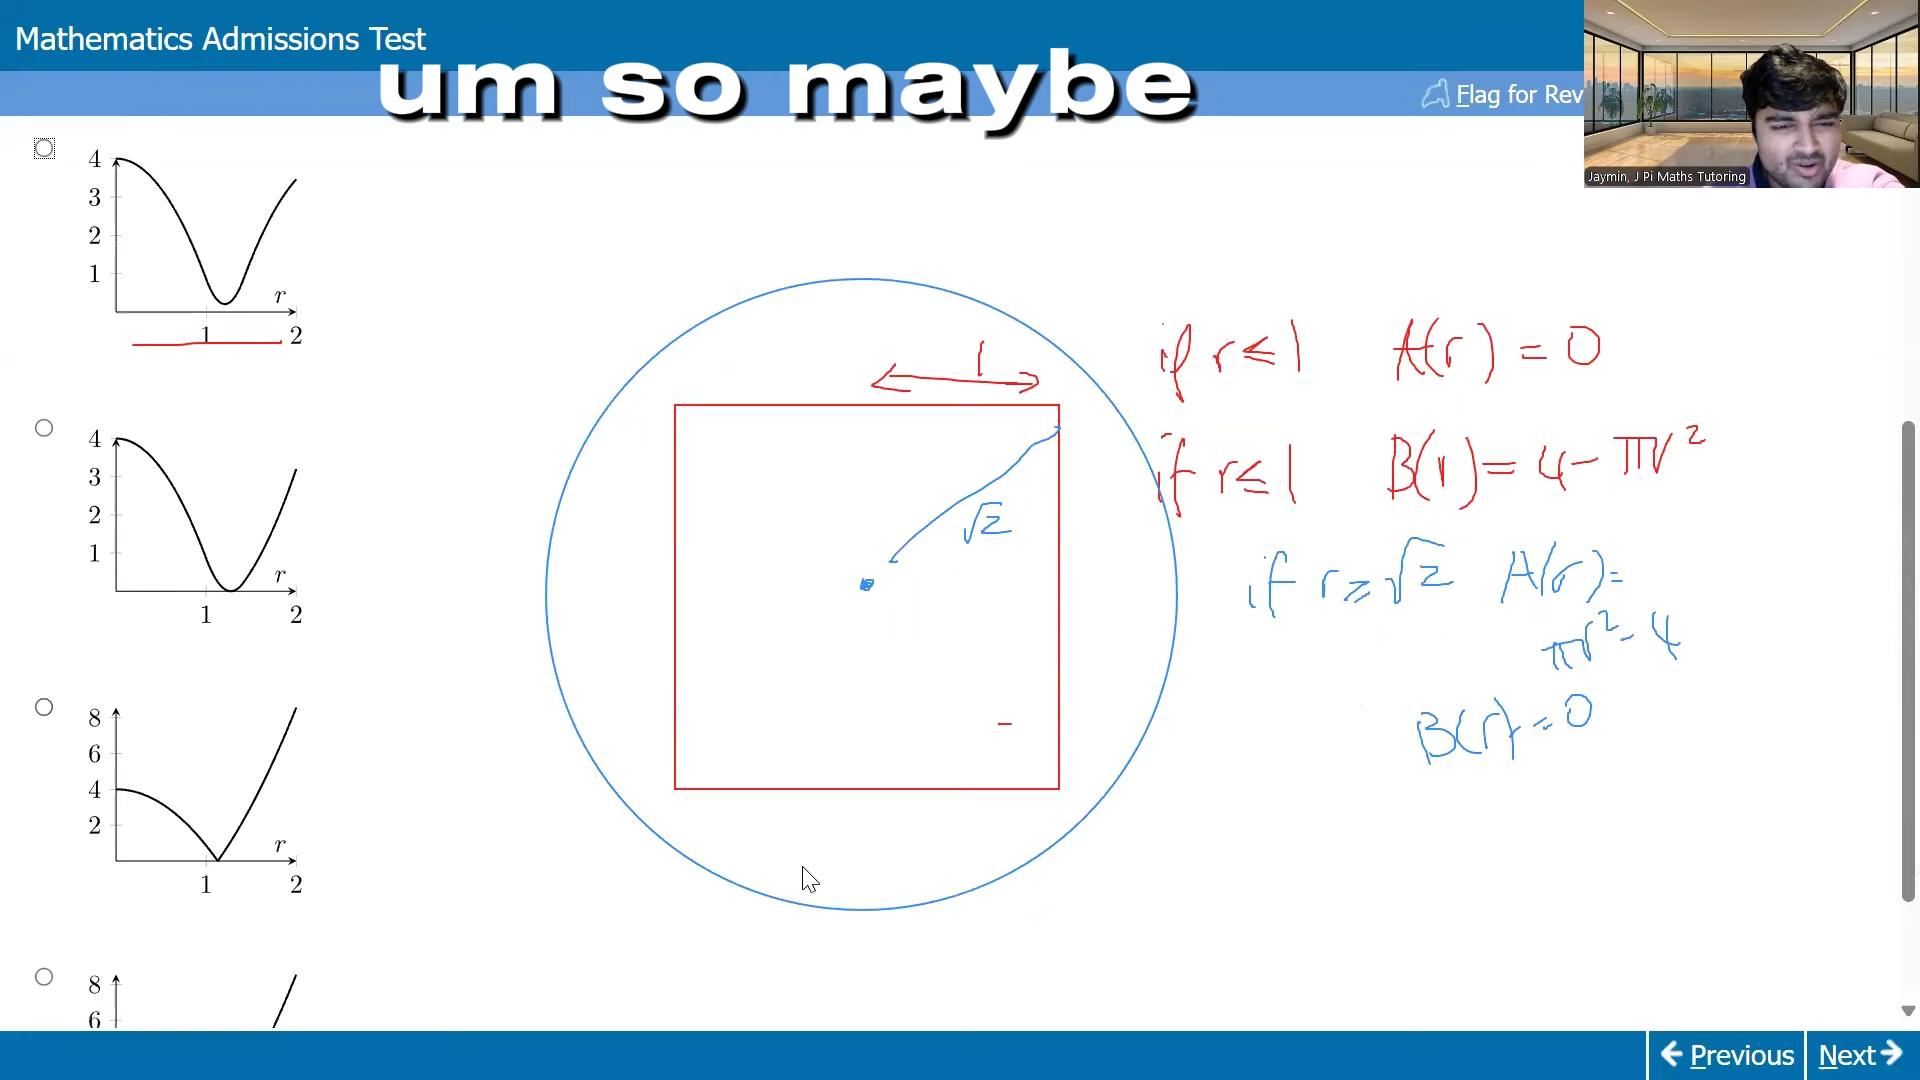 Mathematics Admissions Test
um so maybe
Flag for Rev
Jaymin, J Pi Maths Tutoring
4
3
2
1
r
1 2
4
3
2
1
r
1 2
8
6
4
2
r
1 2
8
6
1
√2
if r ≤ 1 A(r) = 0
if r ≤ 1 B(r) = 4 - πr²
if r ≥ √2 A(r) =
πr² - 4
B(r) = 0
Previous
Next